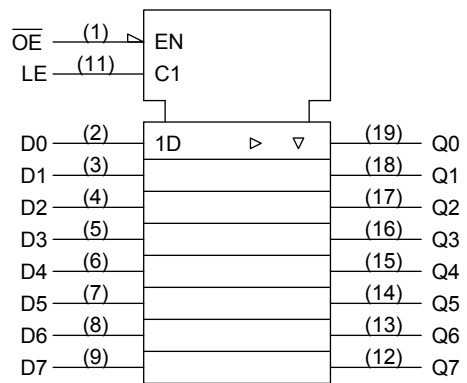 O̅E̅ (1) EN
LE (11) C1
D0 (2) 1D (19) Q0
D1 (3) (18) Q1
D2 (4) (17) Q2
D3 (5) (16) Q3
D4 (6) (15) Q4
D5 (7) (14) Q5
D6 (8) (13) Q6
D7 (9) (12) Q7